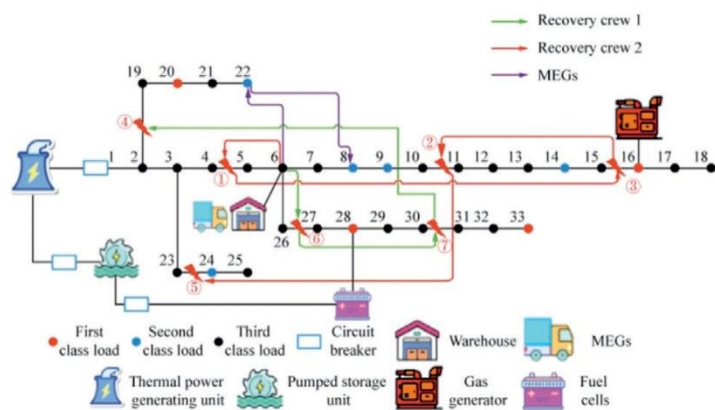 Recovery crew 1
Recovery crew 2
MEGs
19 20 21 22
④
②
1 2 3 4 5 6 7 8 9 10 11 12 13 14 15 16 17 18
①
③
27 28 29 30 31 32 33
26
⑥
⑦
23 24 25
⑤
First class load
Second class load
Third class load
Circuit breaker
Warehouse
MEGs
Thermal power generating unit
Pumped storage unit
Gas generator
Fuel cells